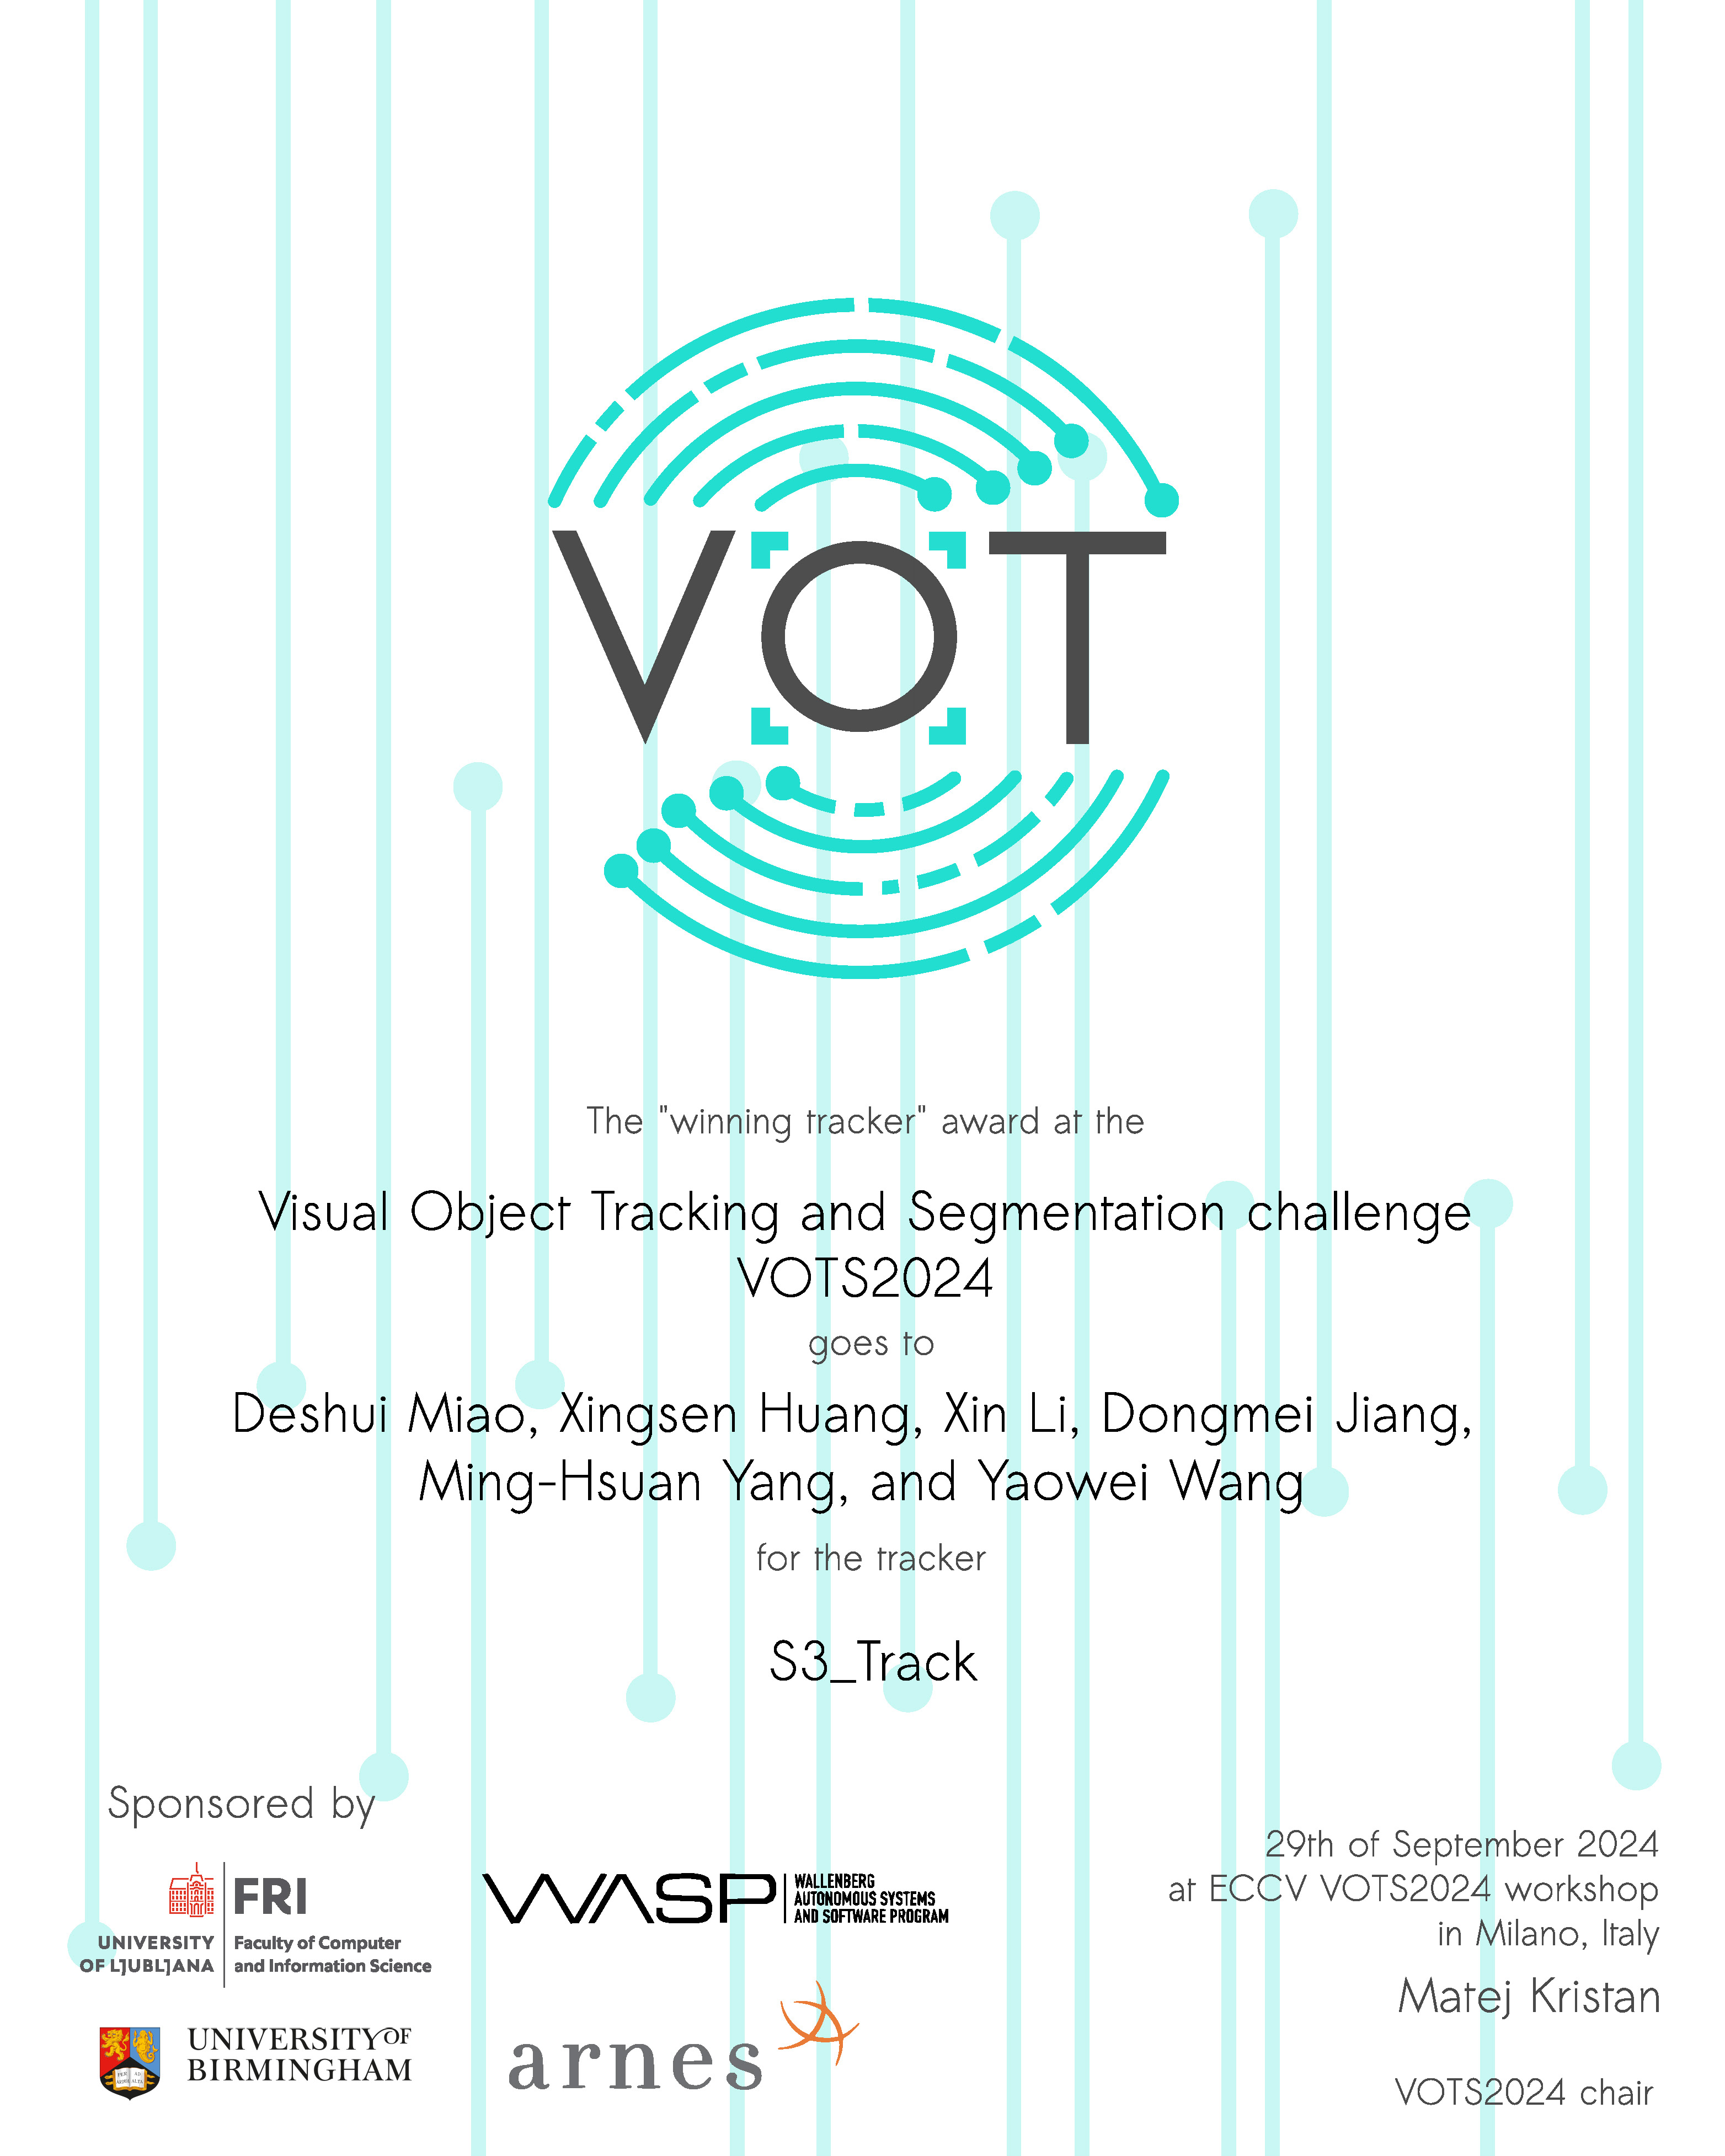 VOT
The "winning tracker" award at the
Visual Object Tracking and Segmentation challenge
VOTS2024
goes to
Deshui Miao, Xingsen Huang, Xin Li, Dongmei Jiang,
Ming-Hsuan Yang, and Yaowei Wang
for the tracker
S3_Track
Sponsored by
FRI
UNIVERSITY
OF LJUBLJANA
Faculty of Computer
and Information Science
WASP
WALLENBERG
AUTONOMOUS SYSTEMS
AND SOFTWARE PROGRAM
UNIVERSITY OF
BIRMINGHAM
arnes
29th of September 2024
at ECCV VOTS2024 workshop
in Milano, Italy
Matej Kristan
VOTS2024 chair